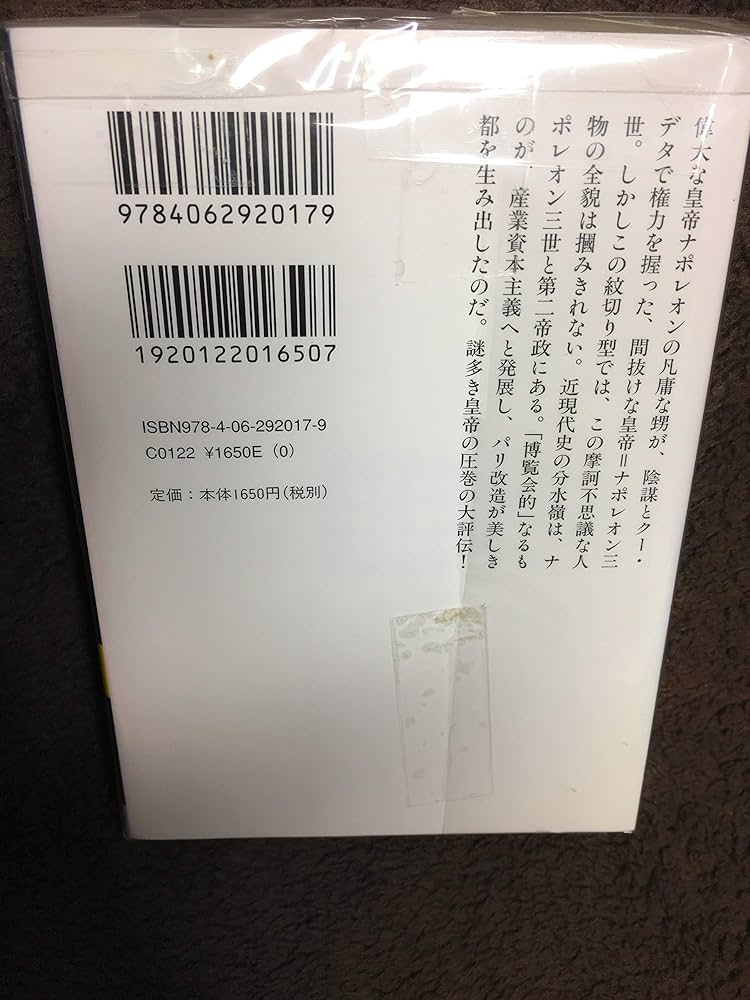 偉大な皇帝ナポレオンの凡庸な甥が、陰謀とクー・
デタで権力を握った、間抜けな皇帝＝ナポレオン三
世。しかしこの紋切り型では、この摩訶不思議な人
物の全貌は摑みきれない。近現代史の分水嶺は、ナ
ポレオン三世と第二帝政にある。「博覧会的」なるも
のが、産業資本主義へと発展し、パリ改造が美しき
都を生み出したのだ。謎多き皇帝の圧巻の大評伝！
9784062920179
1920122016507
ISBN978-4-06-292017-9
C0122 ¥1650E (0)
定価：本体1650円(税別)